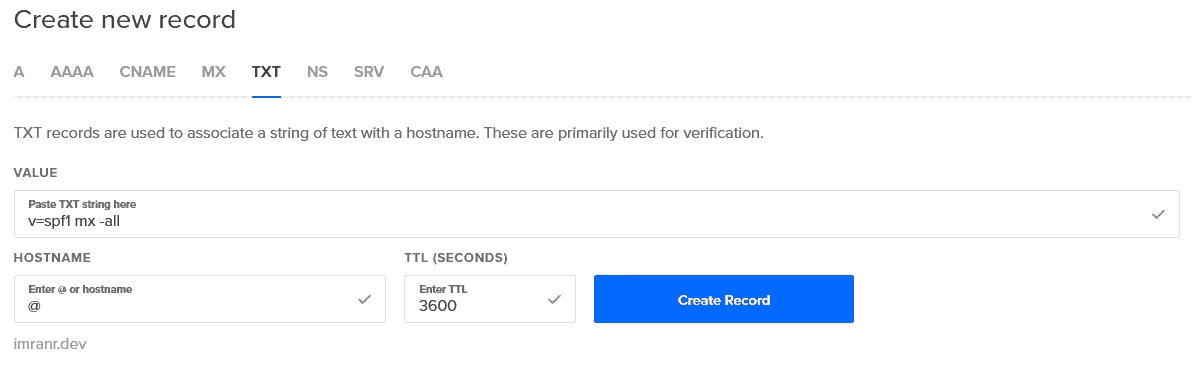 Create new record
A AAAA CNAME MX TXT NS SRV CAA
TXT records are used to associate a string of text with a hostname. These are primarily used for verification.
VALUE
Paste TXT string here
v=spf1 mx -all
HOSTNAME TTL (SECONDS)
Enter @ or hostname Enter TTL
@ 3600 Create Record
imranr.dev